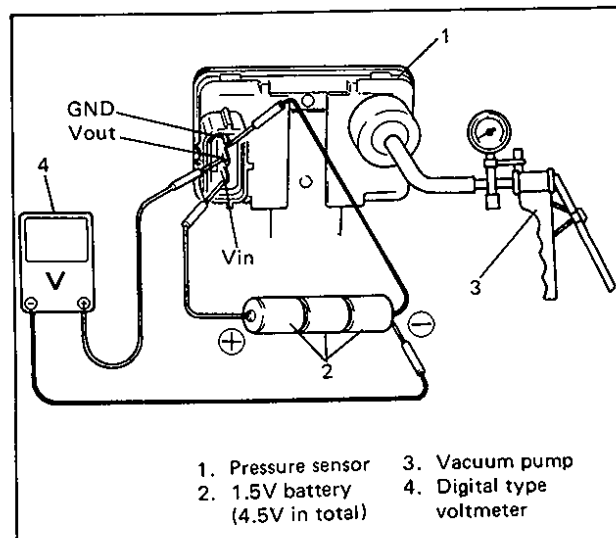 1
GND
Vout
4
Vin
V
3
2
1. Pressure sensor
2. 1.5V battery
(4.5V in total)
3. Vacuum pump
4. Digital type
voltmeter